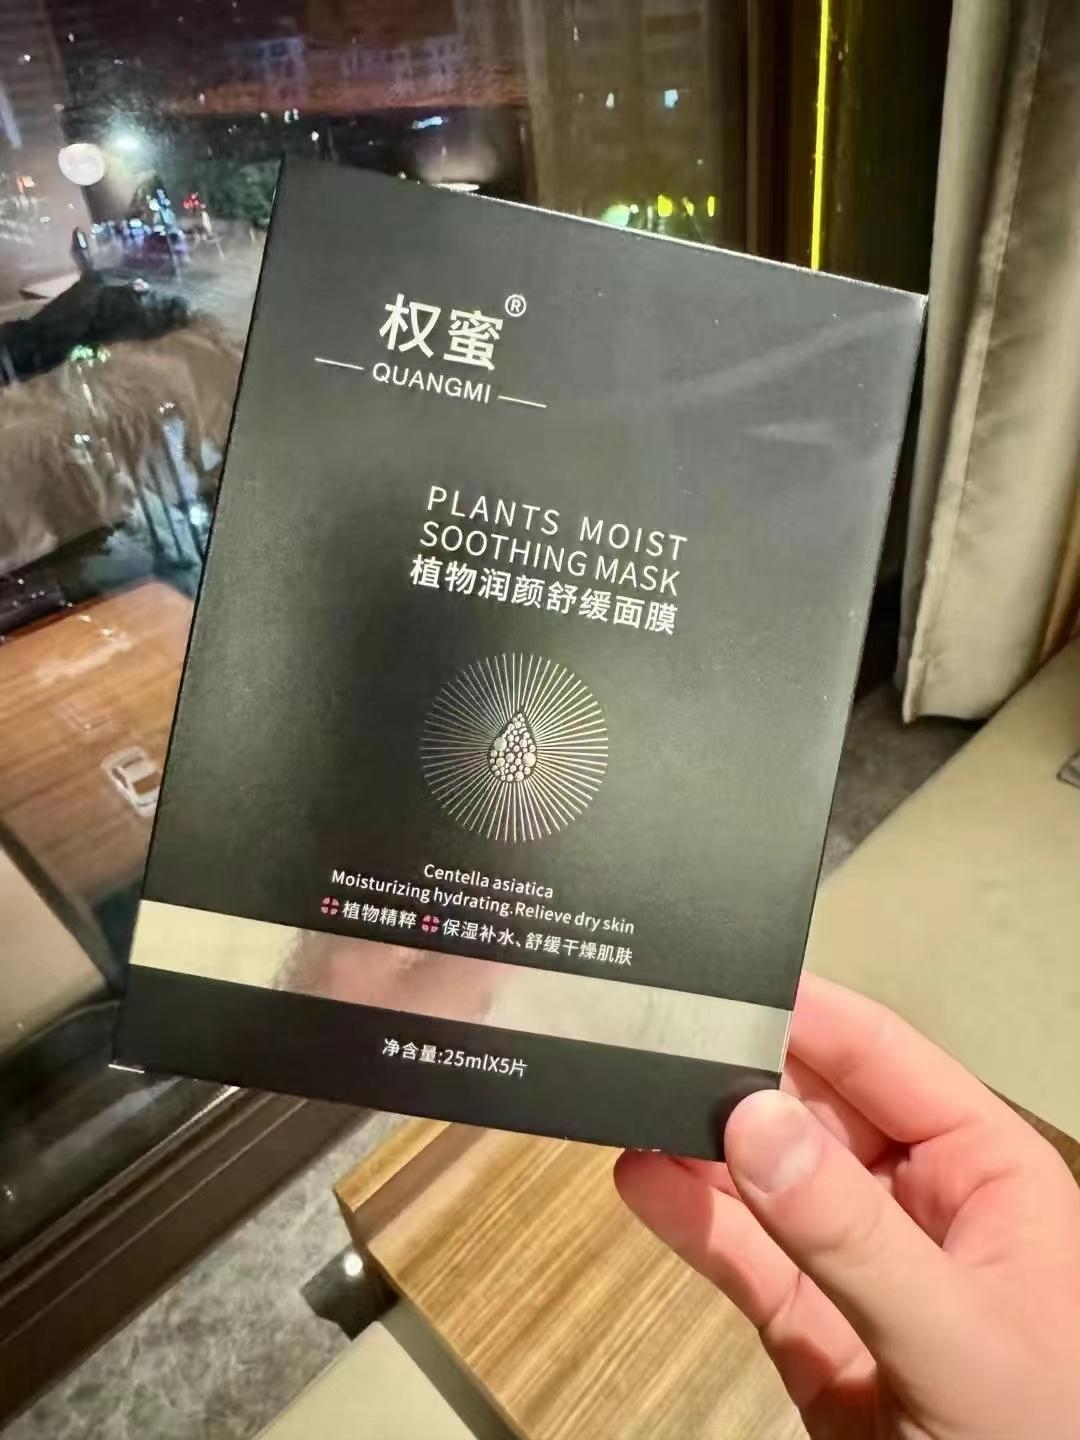 权蜜®
QUANGMI
PLANTS MOIST
SOOTHING MASK
植物润颜舒缓面膜
Centella asiatica
Moisturizing hydrating.Relieve dry skin
植物精粹 保湿补水、舒缓干燥肌肤
净含量:25mlX5片